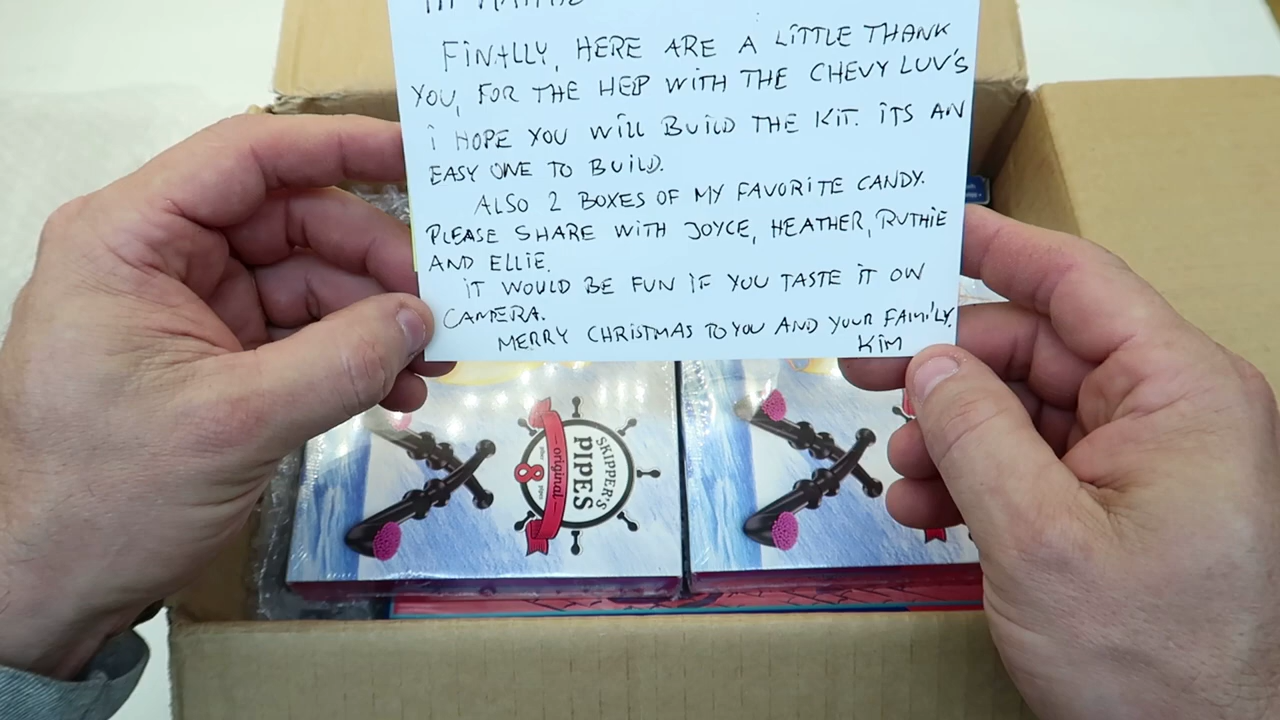 FINALLY, HERE ARE A LITTLE THANK
YOU, FOR THE HEP WITH THE CHEVY LUV'S
I HOPE YOU WILL BUILD THE KIT. ITS AN
EASY ONE TO BUILD.
ALSO 2 BOXES OF MY FAVORITE CANDY.
PLEASE SHARE WITH JOYCE, HEATHER, RUTHIE
AND ELLIE.
IT WOULD BE FUN IF YOU TASTE IT ON
CAMERA.
MERRY CHRISTMAS TO YOU AND YOUR FAMILY.
KIM
SKIPPER'S
PIPES
original
8
pipes